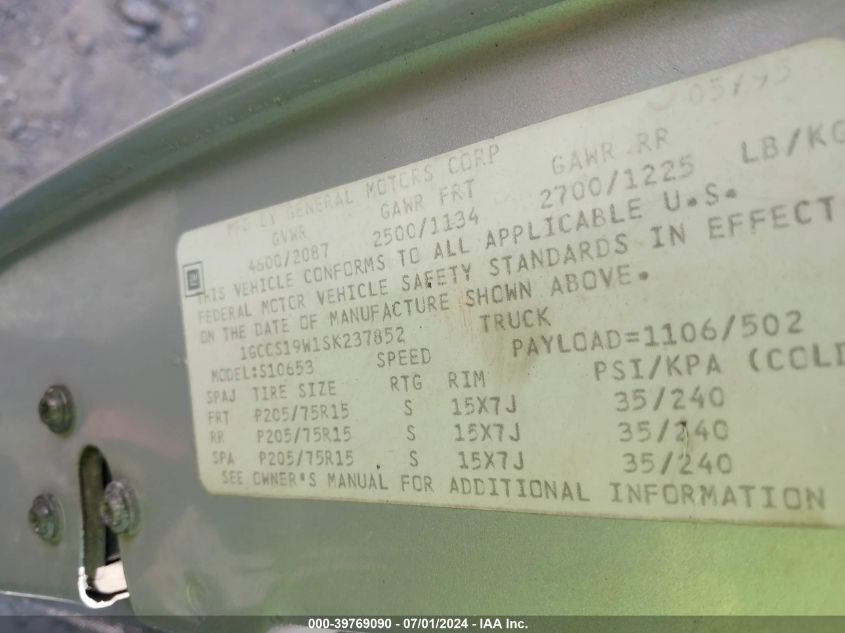 05/95
MFD BY GENERAL MOTORS CORP
GVWR GAWR FRT GAWR RR
4600/2087 2500/1134 2700/1225 LB/KG
THIS VEHICLE CONFORMS TO ALL APPLICABLE U.S.
FEDERAL MOTOR VEHICLE SAFETY STANDARDS IN EFFECT
ON THE DATE OF MANUFACTURE SHOWN ABOVE.
1GCCS19W1SK237852 TRUCK
MODEL:S10653 SPEED PAYLOAD=1106/502
SPAJ TIRE SIZE RTG RIM PSI/KPA (COLD
FRT P205/75R15 S 15X7J 35/240
RR P205/75R15 S 15X7J 35/240
SPA P205/75R15 S 15X7J 35/240
SEE OWNER'S MANUAL FOR ADDITIONAL INFORMATION
000-39769090 - 07/01/2024 - IAA Inc.